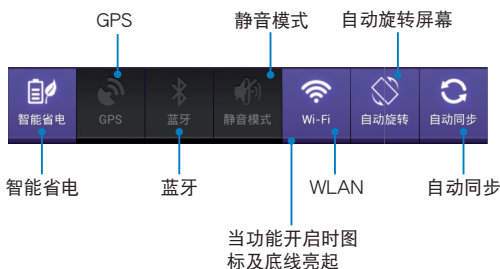 GPS
静音模式
自动旋转屏幕
智能省电
GPS
蓝牙
静音模式
Wi-Fi
自动旋转
自动同步
智能省电
蓝牙
WLAN
自动同步
当功能开启时图
标及底线亮起